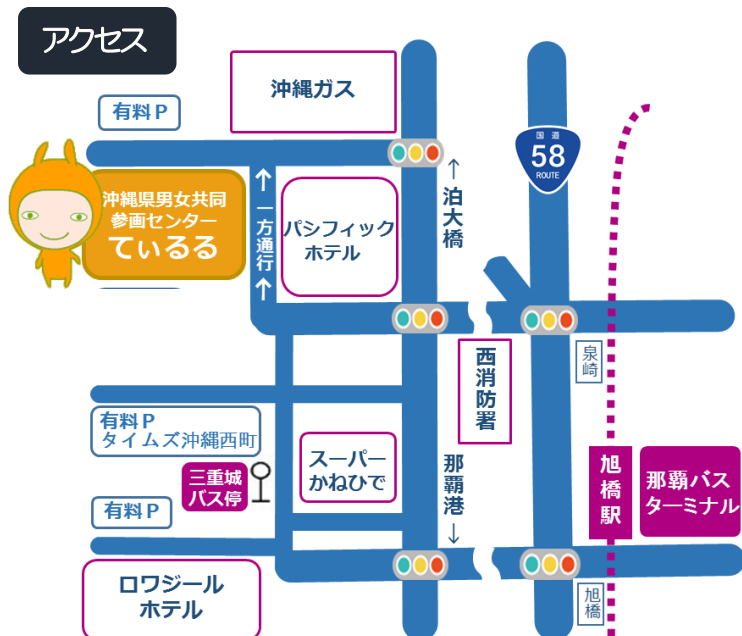 アクセス
沖縄ガス
有料P
国道
58
ROUTE
沖縄県男女共同
参画センター
てぃるる
↑
一方通行
↑
パシフィック
ホテル
↑
泊大橋
西消防署
泉崎
有料P
タイムズ沖縄西町
三重城
バス停
スーパー
かねひで
那覇港
↓
旭橋駅
那覇バス
ターミナル
有料P
ロワジール
ホテル
旭橋